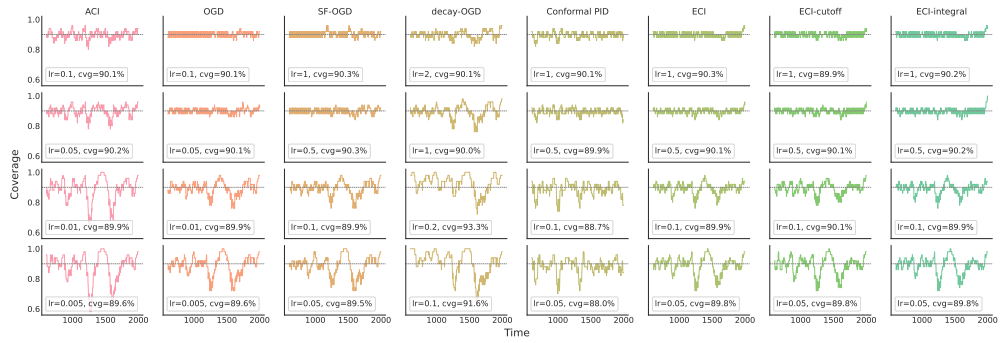 ACI OGD SF-OGD decay-OGD Conformal PID ECI ECI-cutoff ECI-integral
1.0
0.8
0.6
lr=0.1, cvg=90.1% lr=0.1, cvg=90.1% lr=1, cvg=90.3% lr=2, cvg=90.1% lr=1, cvg=90.1% lr=1, cvg=90.3% lr=1, cvg=89.9% lr=1, cvg=90.2%
1.0
0.8
0.6
lr=0.05, cvg=90.2% lr=0.05, cvg=90.1% lr=0.5, cvg=90.3% lr=1, cvg=90.0% lr=0.5, cvg=89.9% lr=0.5, cvg=90.1% lr=0.5, cvg=90.1% lr=0.5, cvg=90.2%
Coverage
1.0
0.8
0.6
lr=0.01, cvg=89.9% lr=0.01, cvg=89.9% lr=0.1, cvg=89.9% lr=0.2, cvg=93.3% lr=0.1, cvg=88.7% lr=0.1, cvg=89.9% lr=0.1, cvg=90.1% lr=0.1, cvg=89.9%
1.0
0.8
0.6
lr=0.005, cvg=89.6% lr=0.005, cvg=89.6% lr=0.05, cvg=89.5% lr=0.1, cvg=91.6% lr=0.05, cvg=88.0% lr=0.05, cvg=89.8% lr=0.05, cvg=89.8% lr=0.05, cvg=89.8%
1000 1500 2000 1000 1500 2000 1000 1500 2000 1000 1500 2000 1000 1500 2000 1000 1500 2000 1000 1500 2000 1000 1500 2000
Time